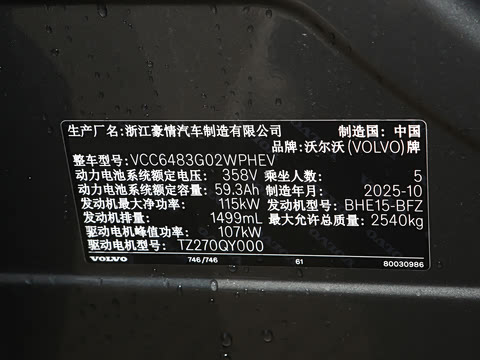 生产厂名:浙江豪情汽车制造有限公司 制造国: 中国
品牌:沃尔沃(VOLVO)牌
整车型号:VCC6483G02WPHEV
动力电池系统额定电压: 358V 乘坐人数: 5
动力电池系统额定容量: 59.3Ah 制造年月: 2025-10
发动机最大净功率: 115kW 发动机型号: BHE15-BFZ
发动机排量: 1499mL 最大允许总质量: 2540kg
驱动电机峰值功率: 107kW
驱动电机型号: TZ270QY000
VOLVO 746/746 61 80030986